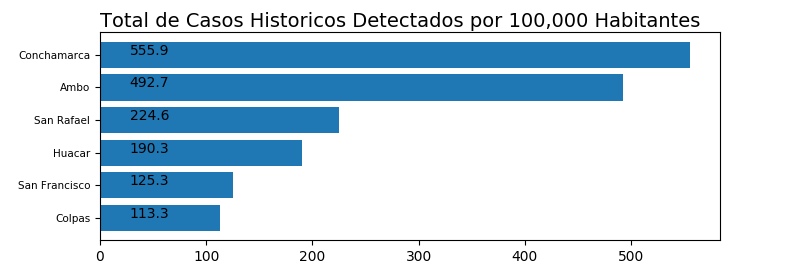 Total de Casos Historicos Detectados por 100,000 Habitantes
Conchamarca 555.9
Ambo 492.7
San Rafael 224.6
Huacar 190.3
San Francisco 125.3
Colpas 113.3
0 100 200 300 400 500